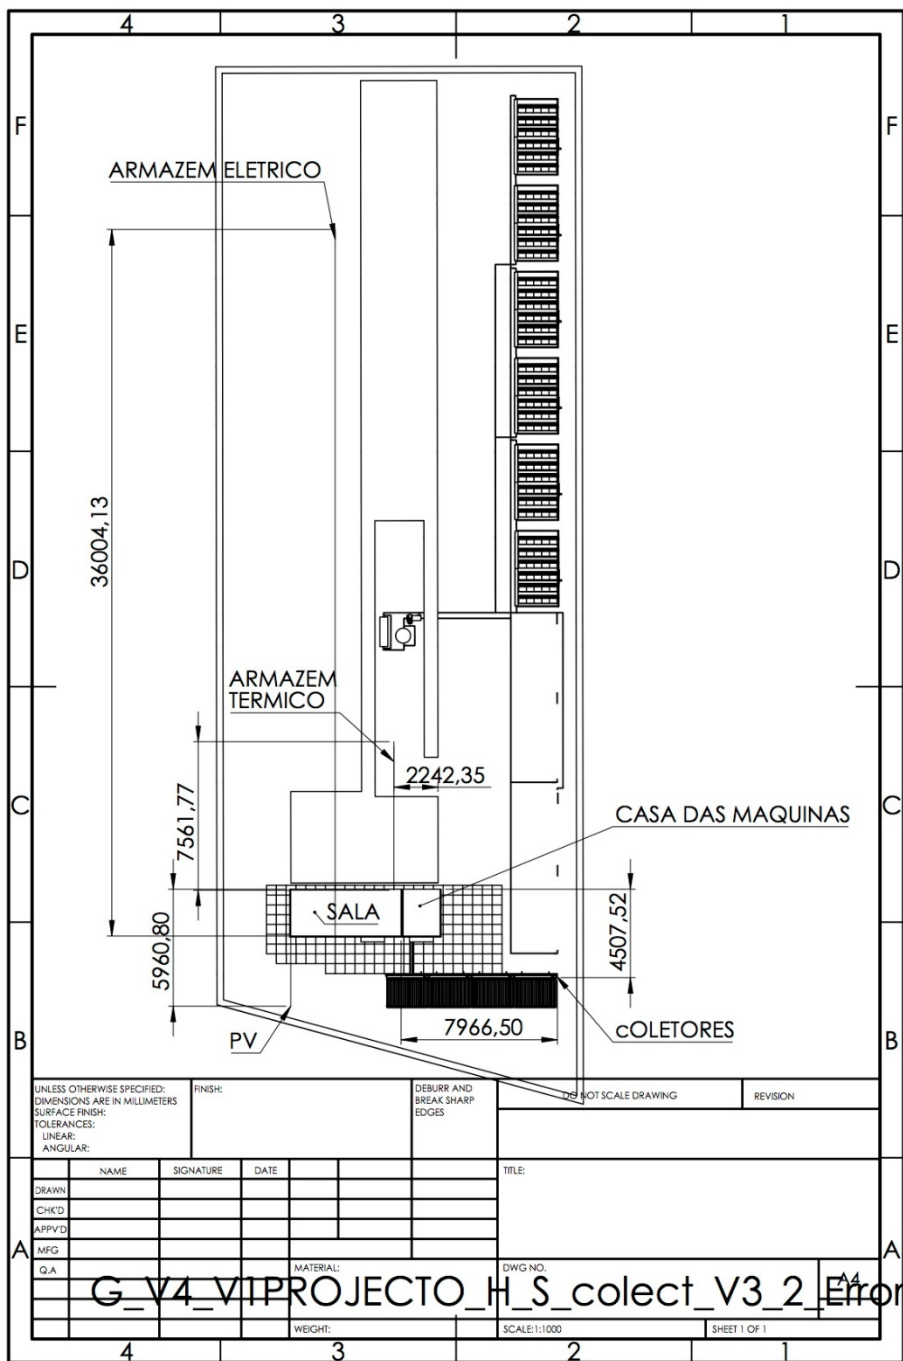 4 3 2 1
F F
ARMAZEM ELETRICO
E E
36004,13
D D
ARMAZEM
TERMICO
2242,35
7561,77
C C
CASA DAS MAQUINAS
SALA
4507,52
5960,80
7966,50
cOLETORES
PV
B B
UNLESS OTHERWISE SPECIFIED:
DIMENSIONS ARE IN MILLIMETERS
SURFACE FINISH:
TOLERANCES:
LINEAR:
ANGULAR:
FINISH:
DEBURR AND
BREAK SHARP
EDGES
DO NOT SCALE DRAWING
REVISION
NAME SIGNATURE DATE
TITLE:
DRAWN
CHK'D
APPV'D
MFG
Q.A
A A
MATERIAL:
DWG NO.
A4
G_V4_V1PROJECTO_H_S_colect_V3_2_Error
WEIGHT:
SCALE:1:1000
SHEET 1 OF 1
4 3 2 1